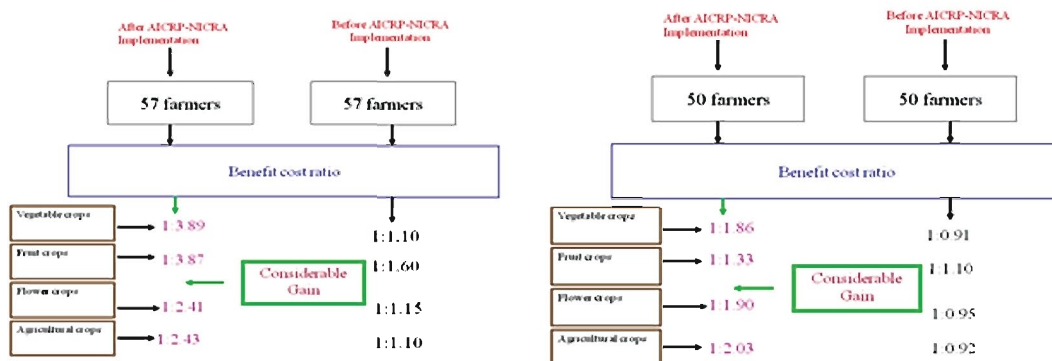 After AICRP-NICRA
Implementation
Before AICRP-NICRA
Implementation
57 farmers
57 farmers
Benefit cost ratio
Vegetable crops
1:3.89
1:1.10
Fruit crops
1:3.87
1:1.60
Considerable
Gain
Flower crops
1:2.41
1:1.15
Agricultural crops
1:2.43
1:1.10
After AICRP-NICRA
Implementation
Before AICRP-NICRA
Implementation
50 farmers
50 farmers
Benefit cost ratio
Vegetable crops
1:1.86
1:0.91
Fruit crops
1:1.33
1:1.10
Considerable
Gain
Flower crops
1:1.90
1:0.95
Agricultural crops
1:2.03
1:0.92